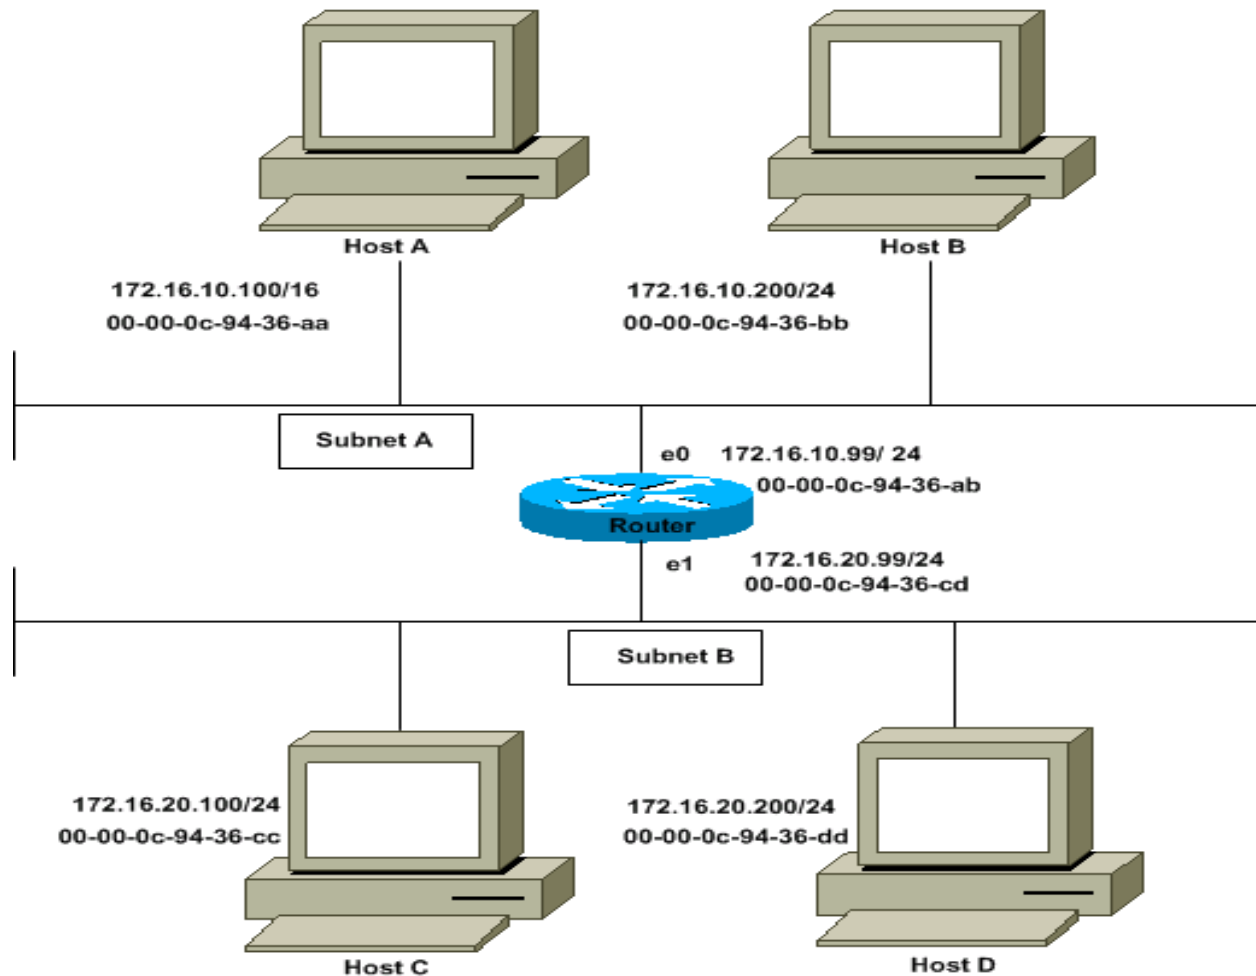 Host A
Host B
172.16.10.100/16
00-00-0c-94-36-aa
172.16.10.200/24
00-00-0c-94-36-bb
Subnet A
e0
172.16.10.99/ 24
00-00-0c-94-36-ab
Router
e1
172.16.20.99/24
00-00-0c-94-36-cd
Subnet B
172.16.20.100/24
00-00-0c-94-36-cc
172.16.20.200/24
00-00-0c-94-36-dd
Host C
Host D